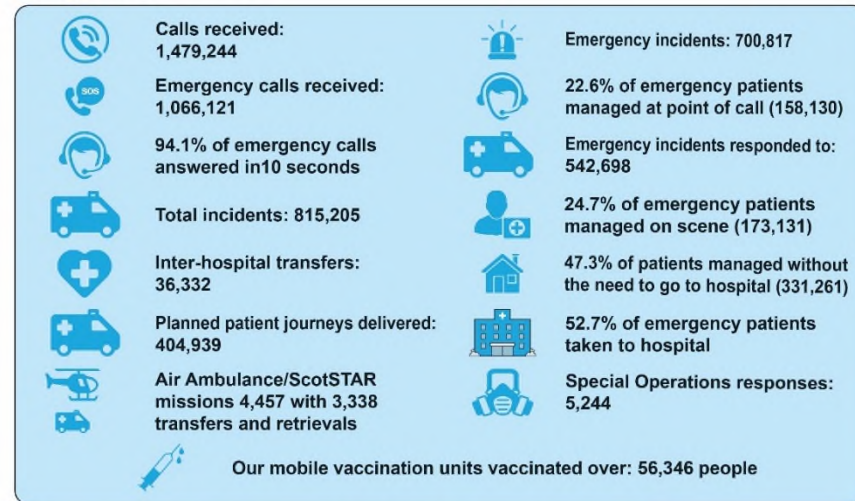 Calls received:
1,479,244
Emergency calls received:
1,066,121
94.1% of emergency calls
answered in10 seconds
Total incidents: 815,205
Inter-hospital transfers:
36,332
Planned patient journeys delivered:
404,939
Air Ambulance/ScotSTAR
missions 4,457 with 3,338
transfers and retrievals
Emergency incidents: 700,817
22.6% of emergency patients
managed at point of call (158,130)
Emergency incidents responded to:
542,698
24.7% of emergency patients
managed on scene (173,131)
47.3% of patients managed without
the need to go to hospital (331,261)
52.7% of emergency patients
taken to hospital
Special Operations responses:
5,244
Our mobile vaccination units vaccinated over: 56,346 people
SOS